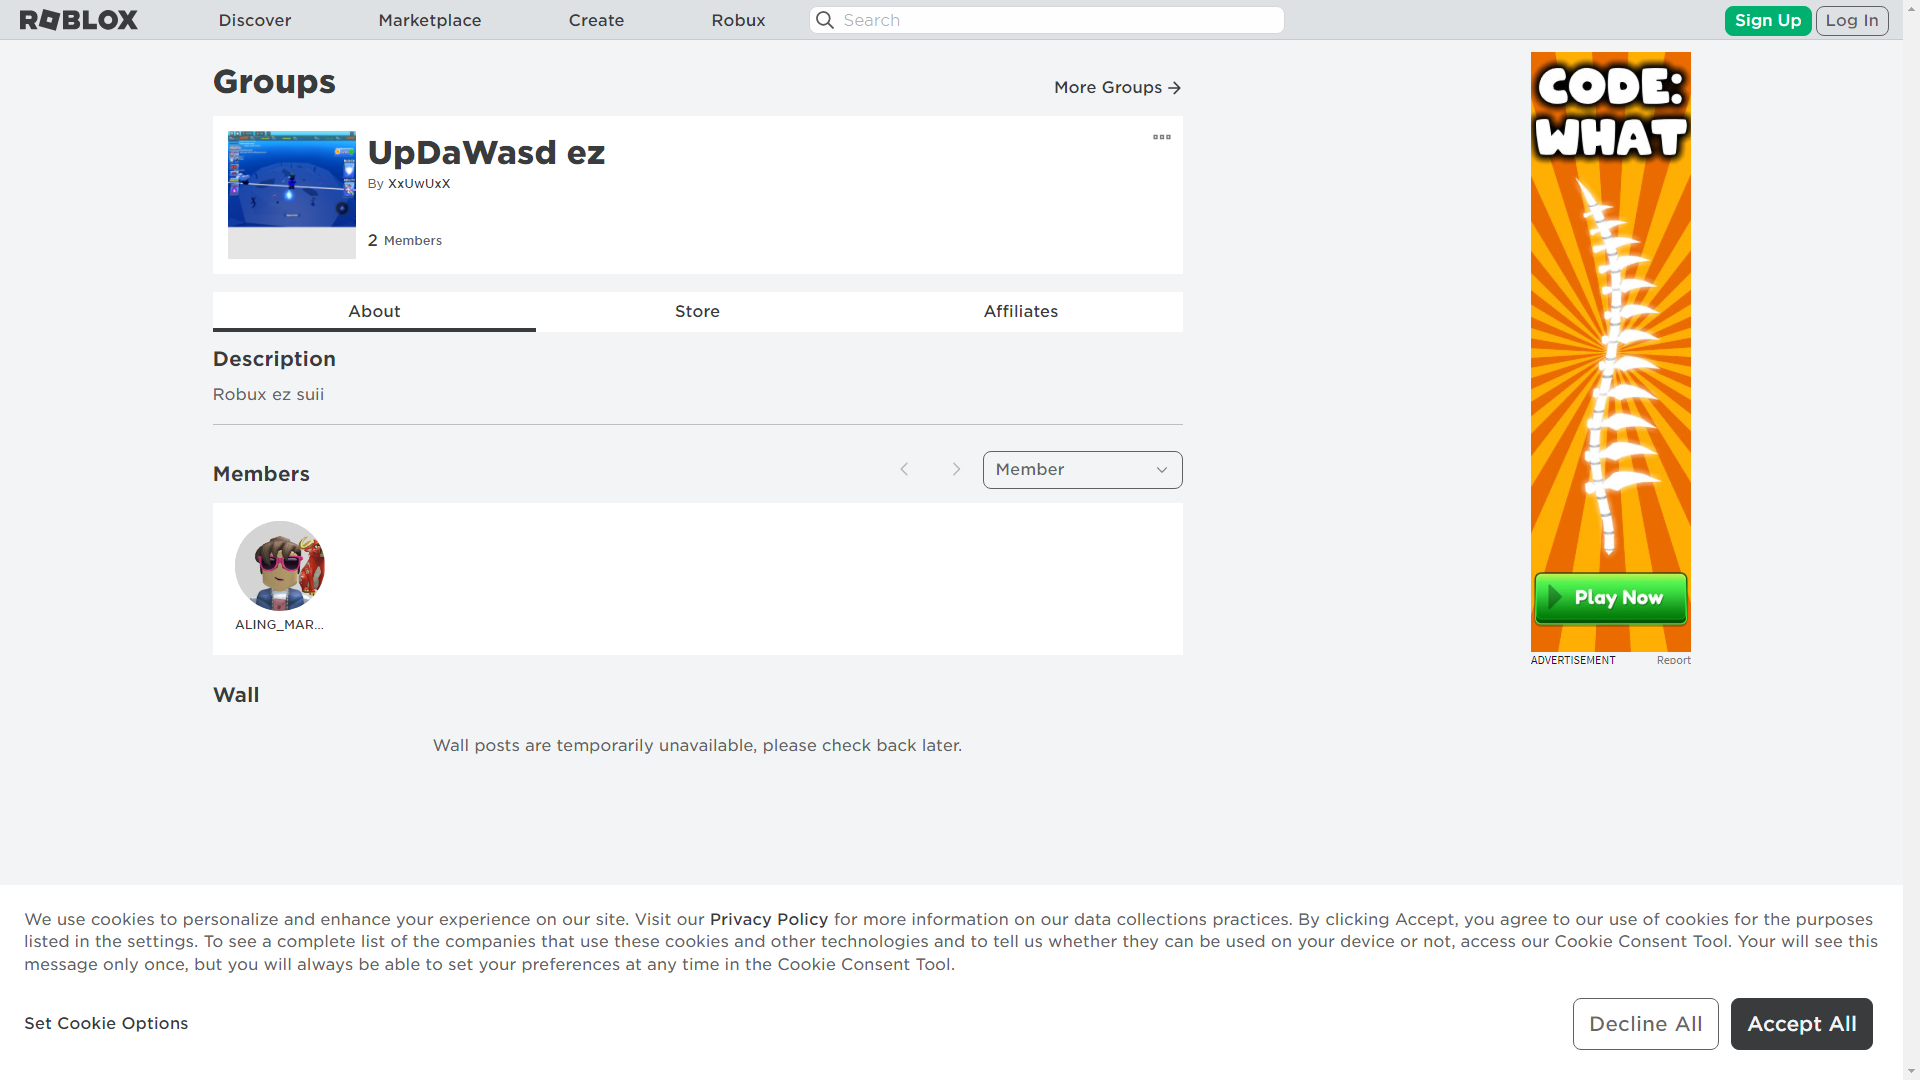 ROBLOX
Discover
Marketplace
Create
Robux
Search
Sign Up
Log In
Groups
More Groups
UpDaWasd ez
By XxUwUxX
2 Members
About
Store
Affiliates
Description
Robux ez suii
Members
Member
ALING_MAR...
Wall
Wall posts are temporarily unavailable, please check back later.
CODE:
WHAT
Play Now
ADVERTISEMENT
Report
We use cookies to personalize and enhance your experience on our site. Visit our Privacy Policy for more information on our data collections practices. By clicking Accept, you agree to our use of cookies for the purposes
listed in the settings. To see a complete list of the companies that use these cookies and other technologies and to tell us whether they can be used on your device or not, access our Cookie Consent Tool. Your will see this
message only once, but you will always be able to set your preferences at any time in the Cookie Consent Tool.
Set Cookie Options
Decline All
Accept All